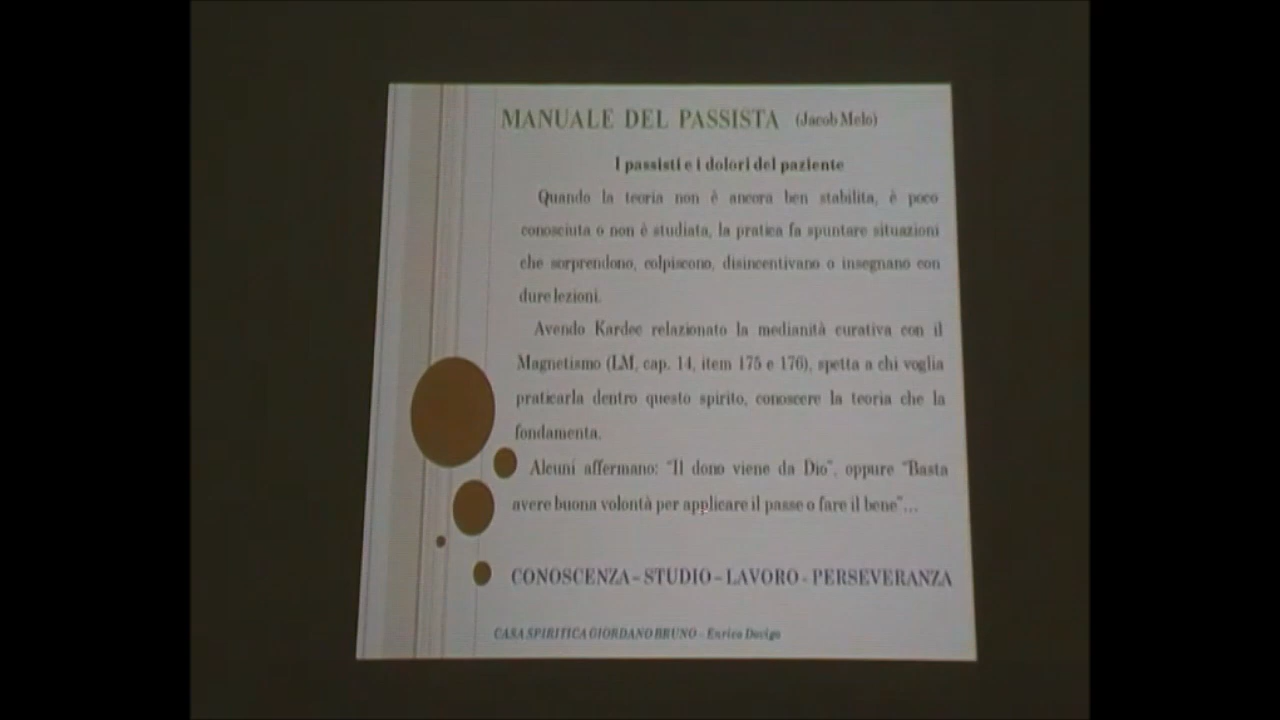 MANUALE DEL PASSISTA (Jacob Melo)
I passisti e i dolori del paziente
Quando la teoria non è ancora ben stabilita, è poco
conosciuta o non è studiata, la pratica fa spuntare situazioni
che sorprendono, colpiscono, disincentivano o insegnano con
dure lezioni.
Avendo Kardec relazionato la medianità curativa con il
Magnetismo (LM, cap. 14, item 175 e 176), spetta a chi voglia
praticarla dentro questo spirito, conoscere la teoria che la
fondamenta.
Alcuni affermano: "Il dono viene da Dio", oppure "Basta
avere buona volontà per applicare il passe o fare il bene"...
CONOSCENZA – STUDIO – LAVORO - PERSEVERANZA
CASA SPIRITICA GIORDANO BRUNO - Enrico Daviga